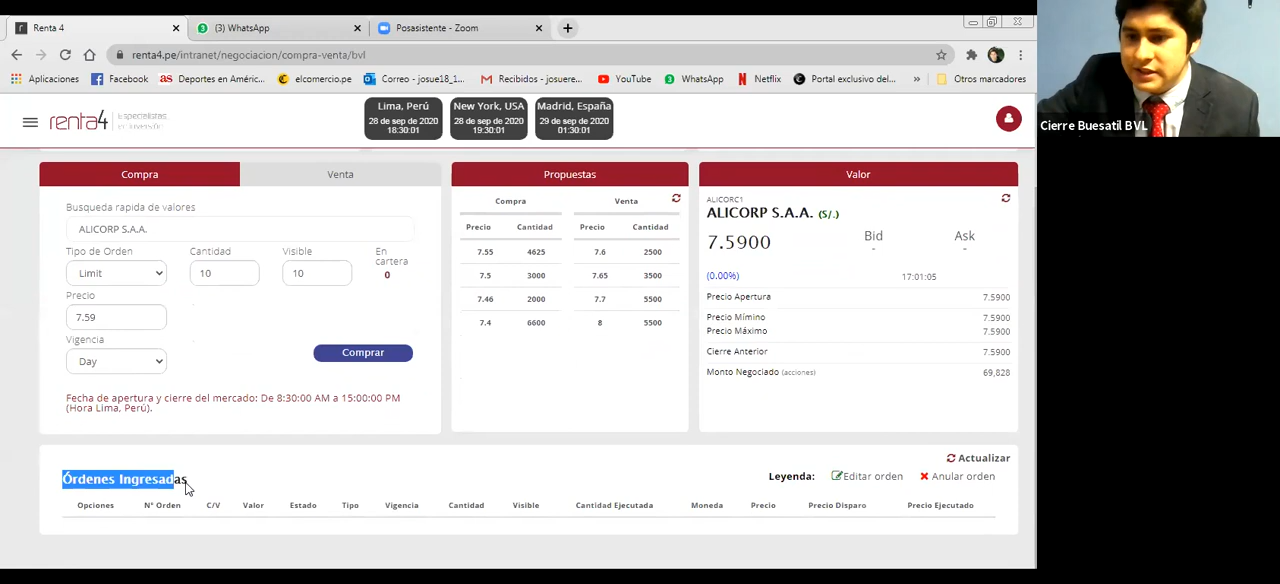 Renta 4
(3) WhatsApp
Posasistente - Zoom
renta4.pe/intranet/negociacion/compra-venta/bvl
Aplicaciones
Facebook
as Deportes en Améric...
elcomercio.pe
Correo - josue18_1...
Recibidos - josuere...
YouTube
WhatsApp
Netflix
Portal exclusivo del...
»
Otros marcadores
renta4
Especialistas
en Inversión
Lima, Perú
28 de sep de 2020
18:30:01
New York, USA
28 de sep de 2020
19:30:01
Madrid, España
29 de sep de 2020
01:30:01
Cierre Buesatil BVL
Compra
Venta
Busqueda rapida de valores
ALICORP S.A.A.
Tipo de Orden
Cantidad
Visible
En cartera
Limit
10
10
0
Precio
7.59
Vigencia
Day
Comprar
Fecha de apertura y cierre del mercado: De 8:30:00 AM a 15:00:00 PM
(Hora Lima, Perú).
Propuestas
Compra
Venta
Precio Cantidad Precio Cantidad
7.55 4625 7.6 2500
7.5 3000 7.65 3500
7.46 2000 7.7 5500
7.4 6600 8 5500
Valor
ALICORC1
ALICORP S.A.A. (S/.)
7.5900
Bid
-
Ask
-
(0.00%)
17:01:05
Precio Apertura 7.5900
Precio Mímino 7.5900
Precio Máximo 7.5900
Cierre Anterior 7.5900
Monto Negociado (acciones) 69,828
Actualizar
Órdenes Ingresadas
Leyenda: Editar orden Anular orden
Opciones N° Orden C/V Valor Estado Tipo Vigencia Cantidad Visible Cantidad Ejecutada Moneda Precio Precio Disparo Precio Ejecutado